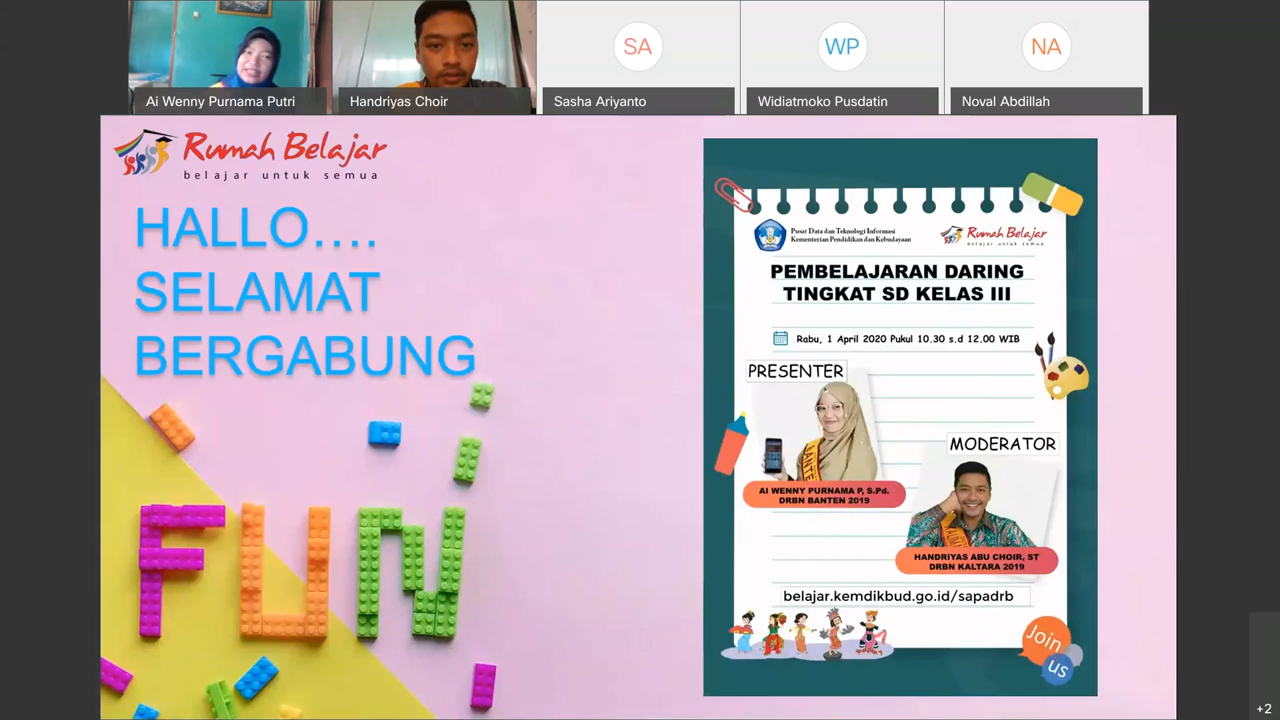 SA
WP
NA
Ai Wenny Purnama Putri
Handriyas Choir
Sasha Ariyanto
Widiatmoko Pusdatin
Noval Abdillah
Rumah Belajar
belajar untuk semua
HALLO....
SELAMAT
BERGABUNG
FUN
Pusat Data dan Teknologi Informasi
Kementerian Pendidikan dan Kebudayaan
Rumah Belajar
belajar untuk semua
PEMBELAJARAN DARING
TINGKAT SD KELAS III
Rabu, 1 April 2020 Pukul 10.30 s.d 12.00 WIB
PRESENTER
BANTEN
AI WENNY PURNAMA P, S.Pd.
DRBN BANTEN 2019
MODERATOR
HANDRIYAS ABU CHOIR, ST
DRBN KALTARA 2019
belajar.kemdikbud.go.id/sapadrb
Join
us
+2